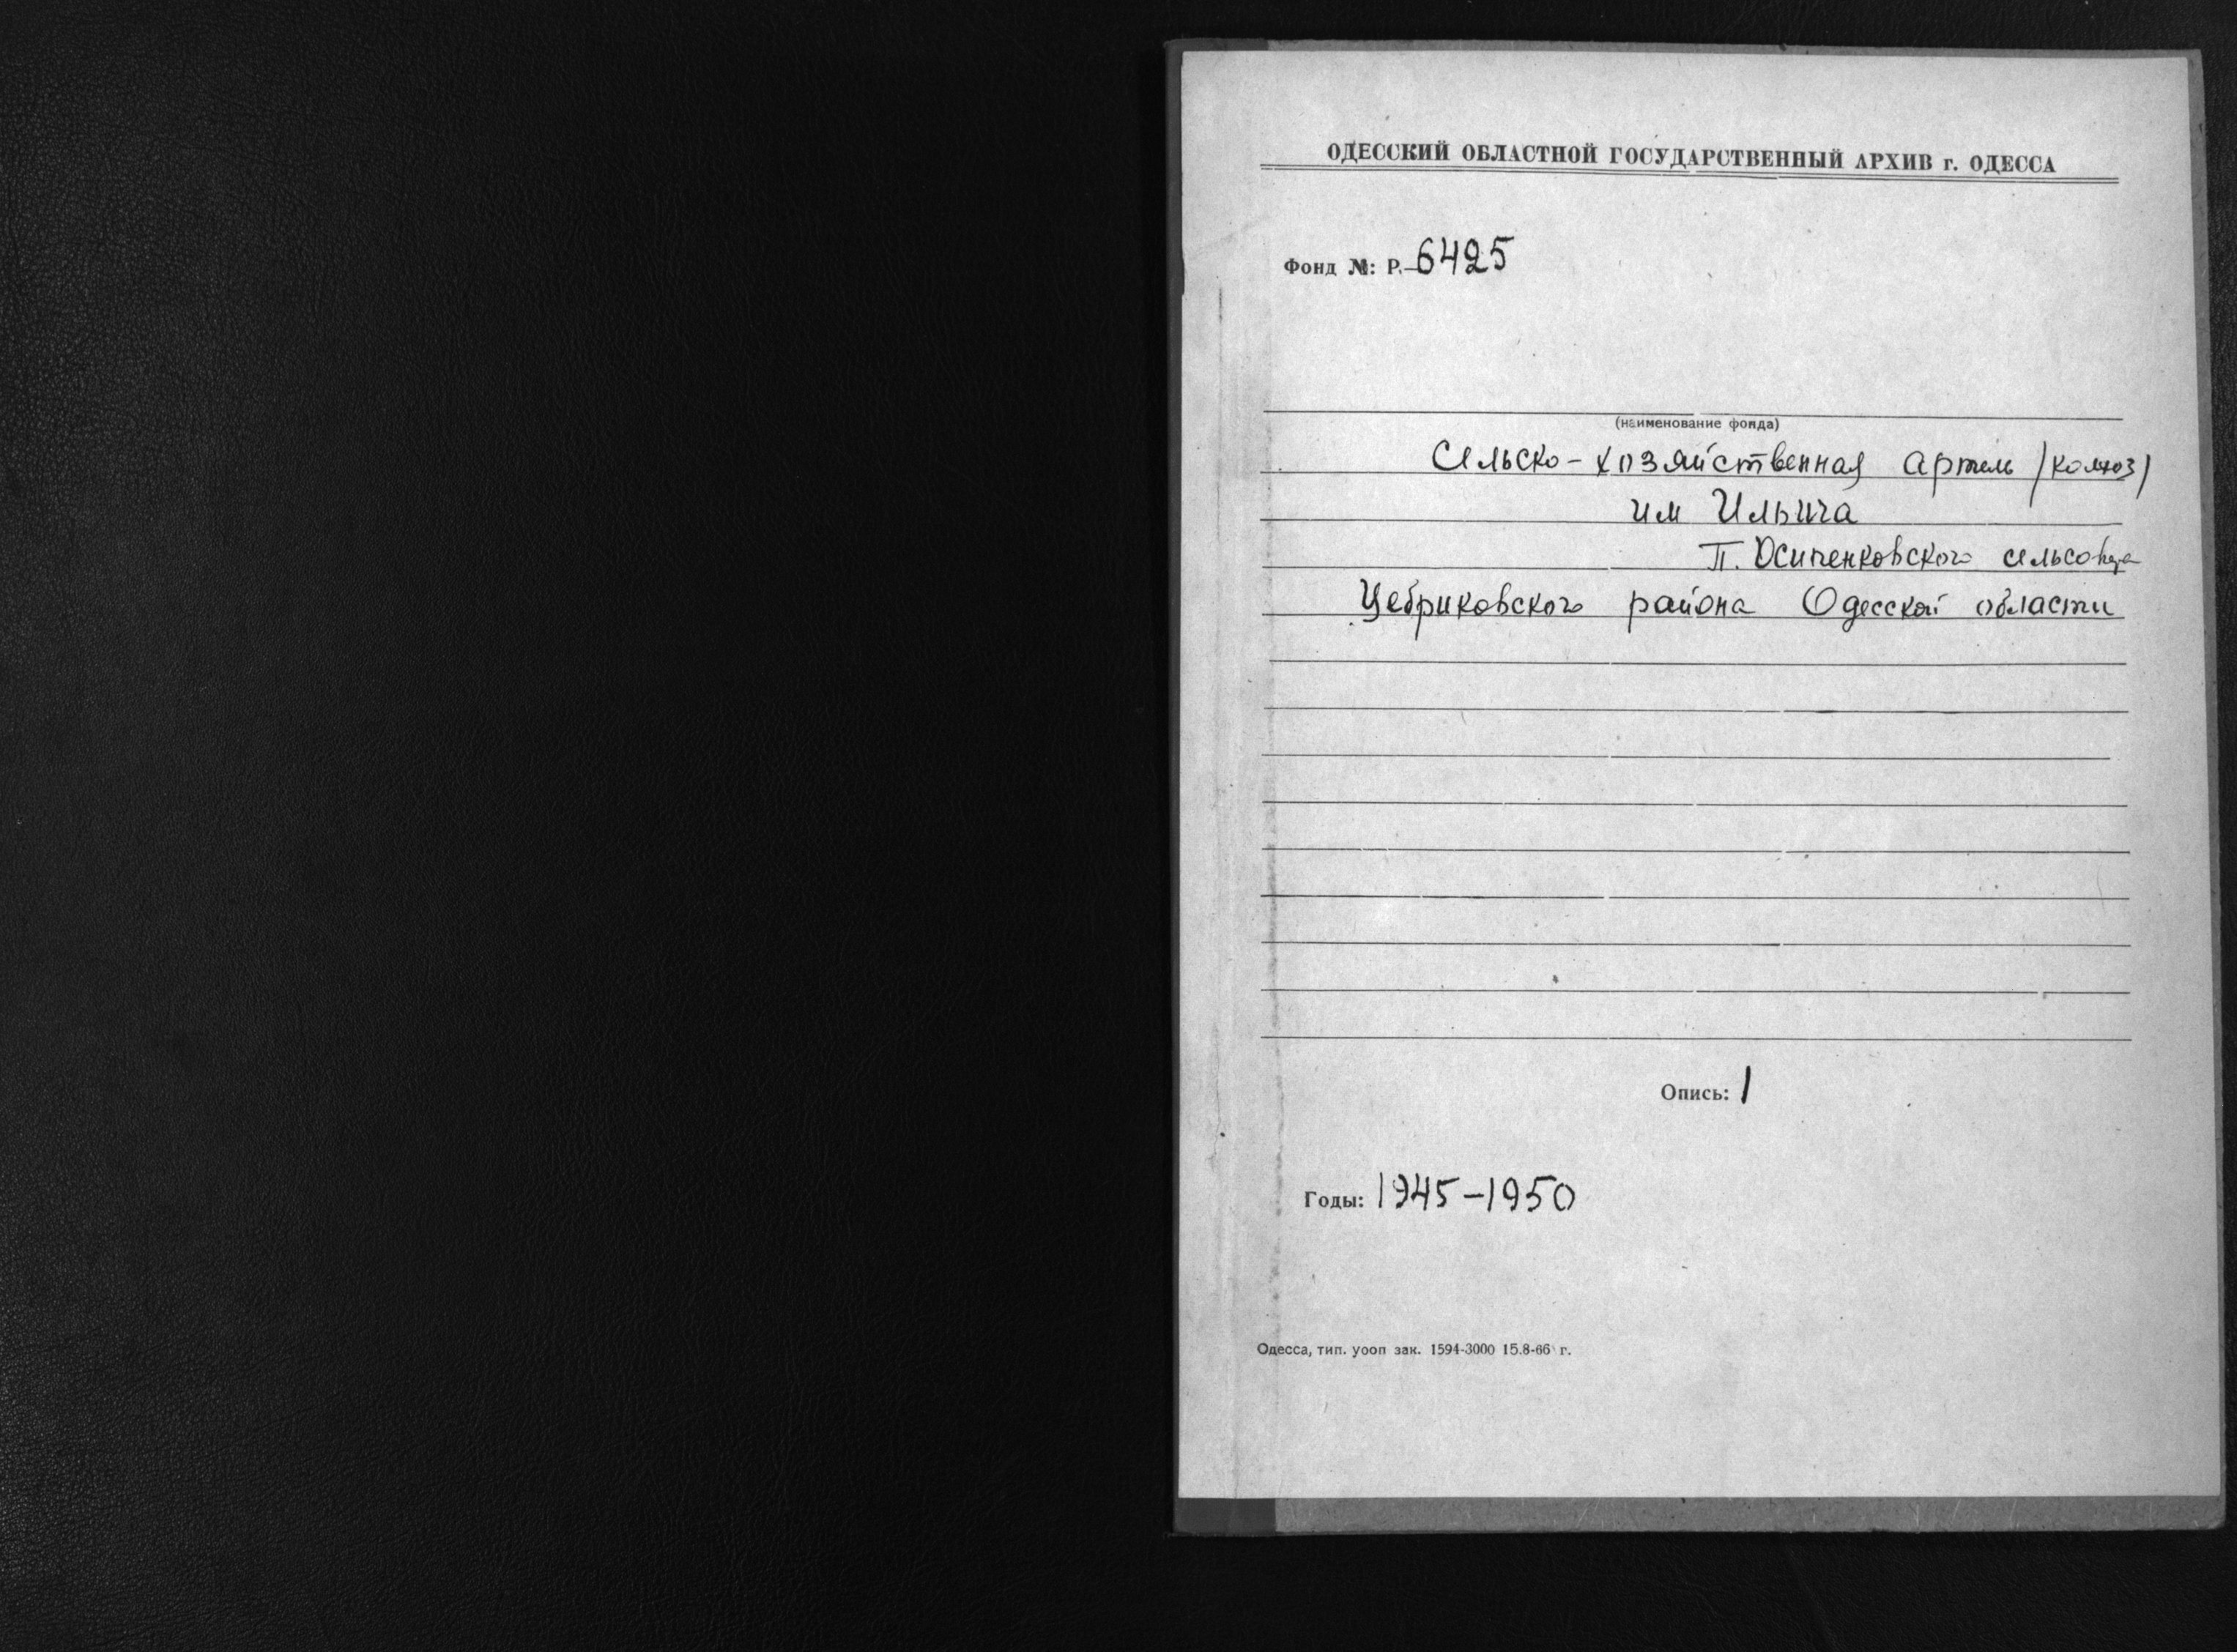 ОДЕССКИЙ ОБЛАСТНОЙ ГОСУДАРСТВЕННЫЙ АРХИВ г. ОДЕССА
Фонд №: Р.-6425
(наименование фонда)
Сельско-хозяйственная артель /колхоз/
им Ильича
П. Осипенковского сельсовета
Цебриковского района Одесской области
Опись: 1
Годы: 1945-1950
Одесса, тип. уооп зак. 1594-3000 15.8-66 г.